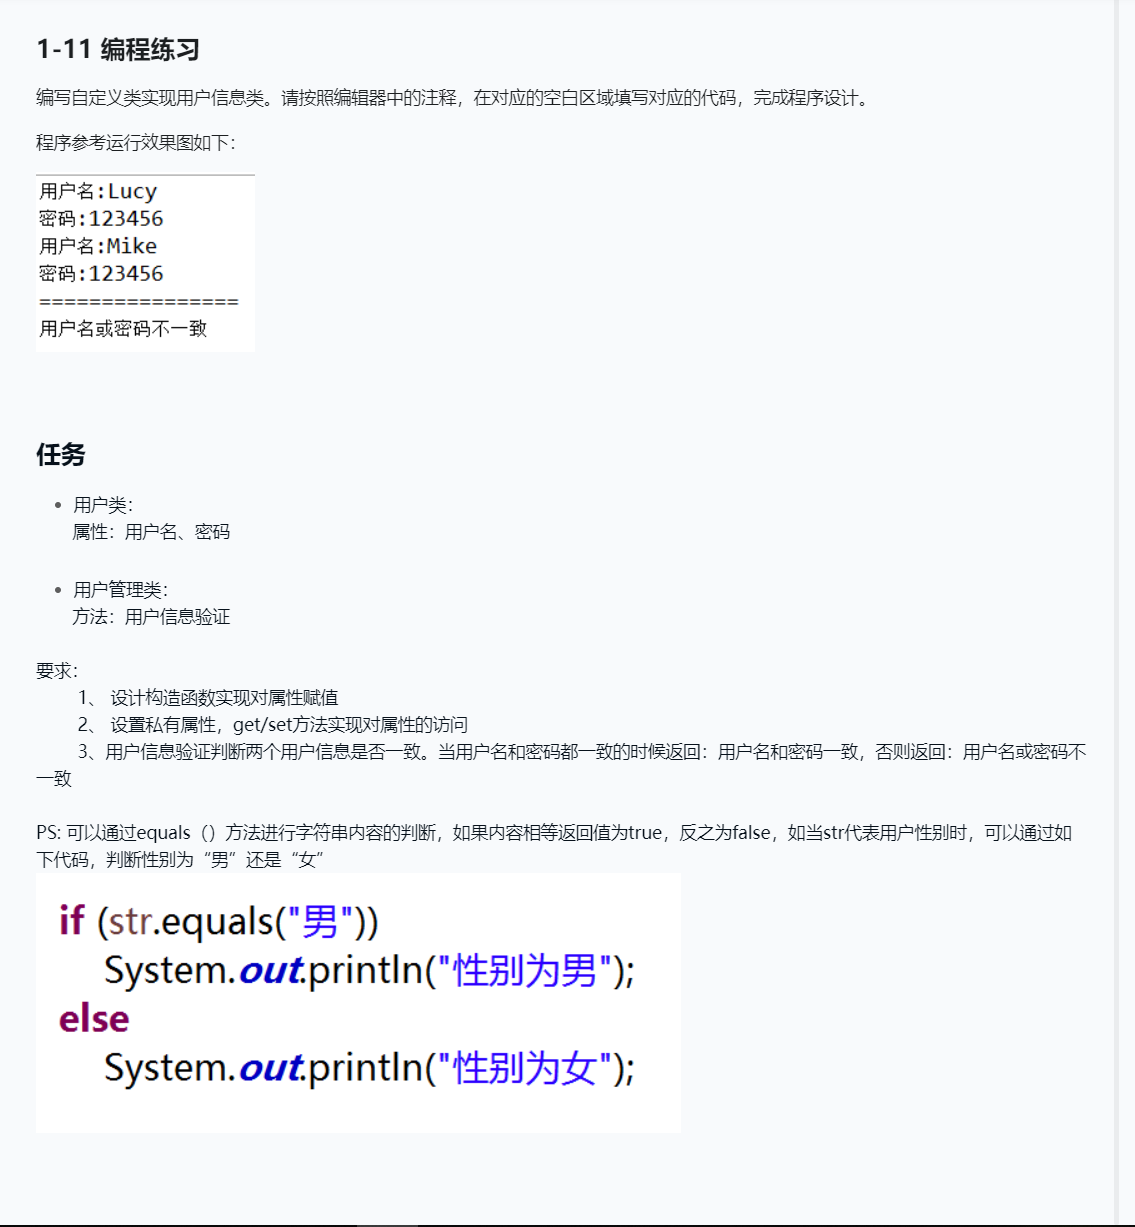 1-11 编程练习
编写自定义类实现用户信息类。请按照编辑器中的注释，在对应的空白区域填写对应的代码，完成程序设计。
程序参考运行效果图如下：
用户名:Lucy
密码:123456
用户名:Mike
密码:123456
================
用户名或密码不一致
任务
• 用户类：
属性：用户名、密码
• 用户管理类：
方法：用户信息验证
要求：
1、 设计构造函数实现对属性赋值
2、 设置私有属性，get/set方法实现对属性的访问
3、用户信息验证判断两个用户信息是否一致。当用户名和密码都一致的时候返回：用户名和密码一致，否则返回：用户名或密码不
一致
PS: 可以通过equals（）方法进行字符串内容的判断，如果内容相等返回值为true，反之为false，如当str代表用户性别时，可以通过如
下代码，判断性别为“男”还是“女”
if (str.equals("男"))
System.out.println("性别为男");
else
System.out.println("性别为女");